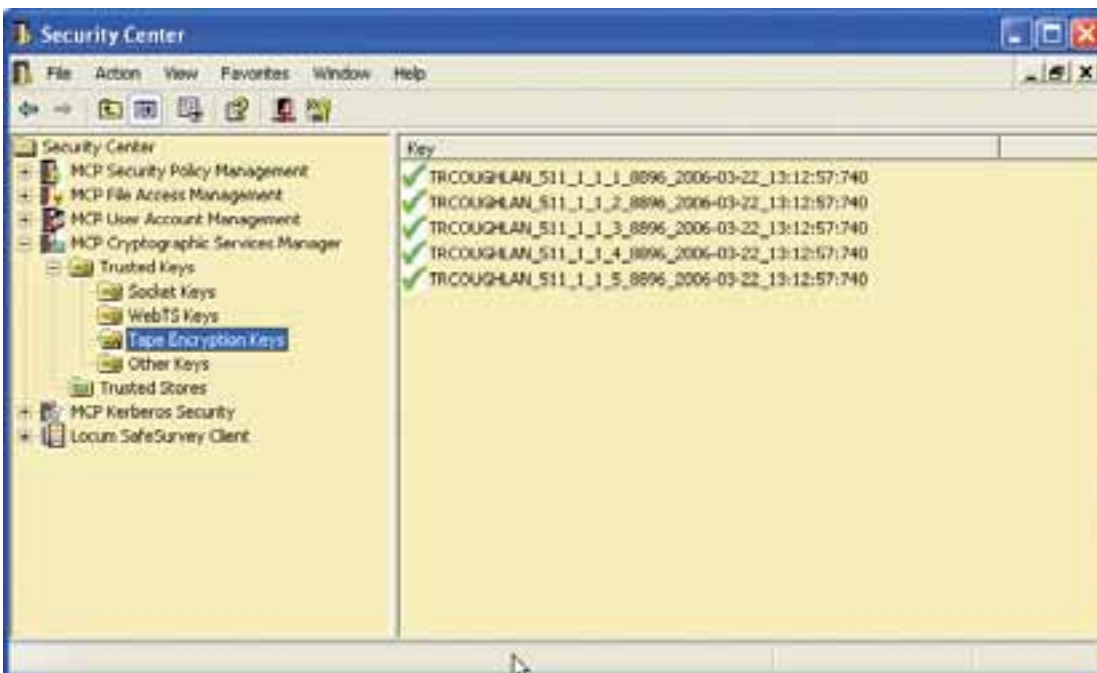 Security Center
File Action View Favorites Window Help
Security Center
MCP Security Policy Management
MCP File Access Management
MCP User Account Management
MCP Cryptographic Services Manager
Trusted Keys
Socket Keys
WebTS Keys
Tape Encryption Keys
Other Keys
Trusted Stores
MCP Kerberos Security
Locum SafeSurvey Client
Key
TRCOUGHLAN_511_1_1_1_8896_2006-03-22_13:12:57:740
TRCOUGHLAN_511_1_1_2_8896_2006-03-22_13:12:57:740
TRCOUGHLAN_511_1_1_3_8896_2006-03-22_13:12:57:740
TRCOUGHLAN_511_1_1_4_8896_2006-03-22_13:12:57:740
TRCOUGHLAN_511_1_1_5_8896_2006-03-22_13:12:57:740